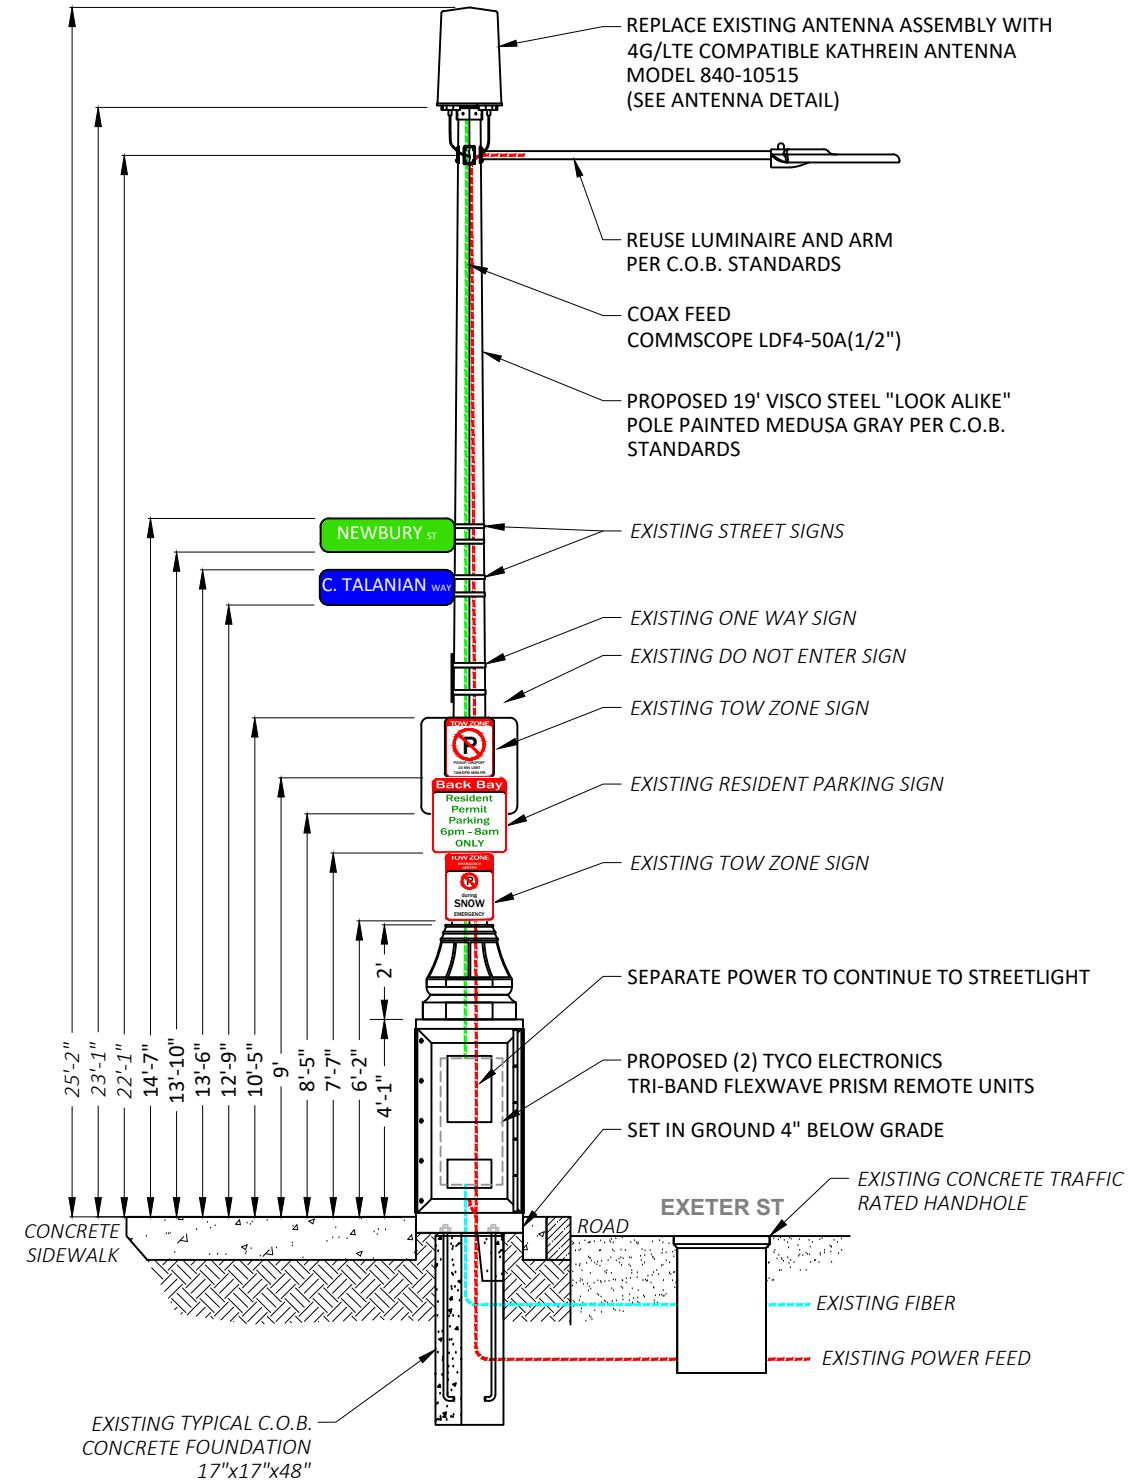 REPLACE EXISTING ANTENNA ASSEMBLY WITH
4G/LTE COMPATIBLE KATHREIN ANTENNA
MODEL 840-10515
(SEE ANTENNA DETAIL)
REUSE LUMINAIRE AND ARM
PER C.O.B. STANDARDS
COAX FEED
COMMSCOPE LDF4-50A(1/2")
PROPOSED 19' VISCO STEEL "LOOK ALIKE"
POLE PAINTED MEDUSA GRAY PER C.O.B.
STANDARDS
NEWBURY ST
C. TALANIAN WAY
EXISTING STREET SIGNS
EXISTING ONE WAY SIGN
EXISTING DO NOT ENTER SIGN
EXISTING TOW ZONE SIGN
TOW ZONE
P
Back Bay
Resident
Permit
Parking
6pm - 8am
ONLY
EXISTING RESIDENT PARKING SIGN
TOW ZONE
EMERGENCY
ARTERY
P
during
SNOW
EMERGENCY
EXISTING TOW ZONE SIGN
SEPARATE POWER TO CONTINUE TO STREETLIGHT
PROPOSED (2) TYCO ELECTRONICS
TRI-BAND FLEXWAVE PRISM REMOTE UNITS
SET IN GROUND 4" BELOW GRADE
25'-2"
23'-1"
22'-1"
14'-7"
13'-10"
13'-6"
12'-9"
10'-5"
9'
8'-5"
7'-7"
6'-2"
2'
4'-1"
EXISTING CONCRETE TRAFFIC
RATED HANDHOLE
EXETER ST
ROAD
CONCRETE
SIDEWALK
EXISTING FIBER
EXISTING POWER FEED
EXISTING TYPICAL C.O.B.
CONCRETE FOUNDATION
17"x17"x48"